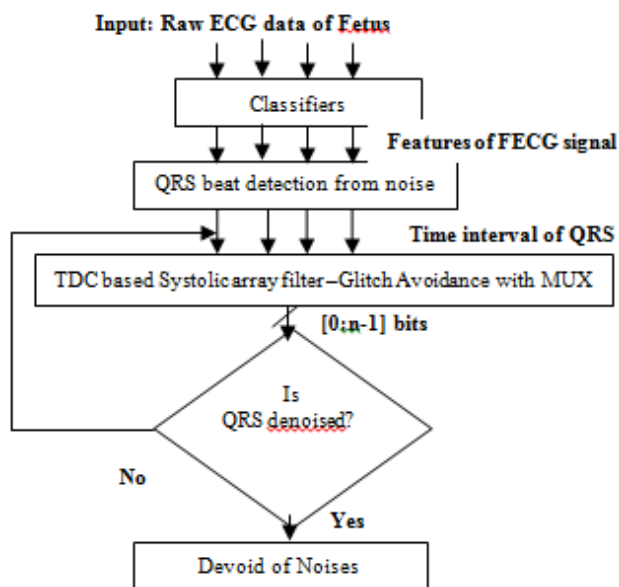 Input: Raw ECG data of Fetus
Classifiers
Features of FECG signal
QRS beat detection from noise
Time interval of QRS
TDC based Systolic array filter–Glitch Avoidance with MUX
[0:n-1] bits
Is
QRS denoised?
No
Yes
Devoid of Noises